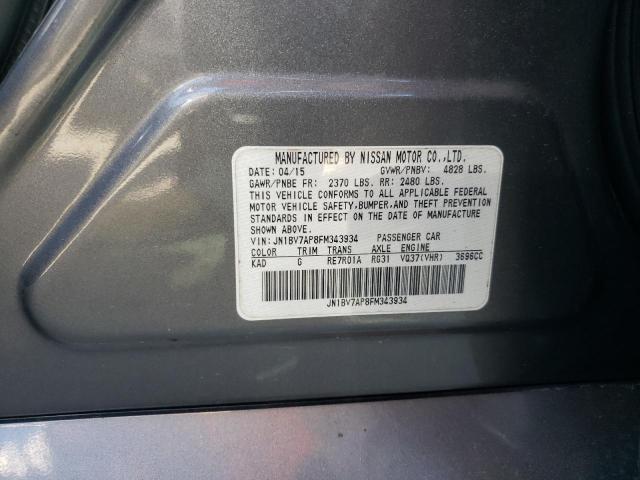 MANUFACTURED BY NISSAN MOTOR CO.,LTD.
DATE: 04/15 GVWR/PNBV: 4828 LBS.
GAWR/PNBE FR: 2370 LBS. RR: 2480 LBS.
THIS VEHICLE CONFORMS TO ALL APPLICABLE FEDERAL
MOTOR VEHICLE SAFETY,BUMPER,AND THEFT PREVENTION
STANDARDS IN EFFECT ON THE DATE OF MANUFACTURE
SHOWN ABOVE.
VIN: JN1BV7AP8FM343934 PASSENGER CAR
COLOR TRIM TRANS AXLE ENGINE
KAD G RE7R01A RG31 VQ37(VHR) 3696CC
JN1BV7AP8FM343934